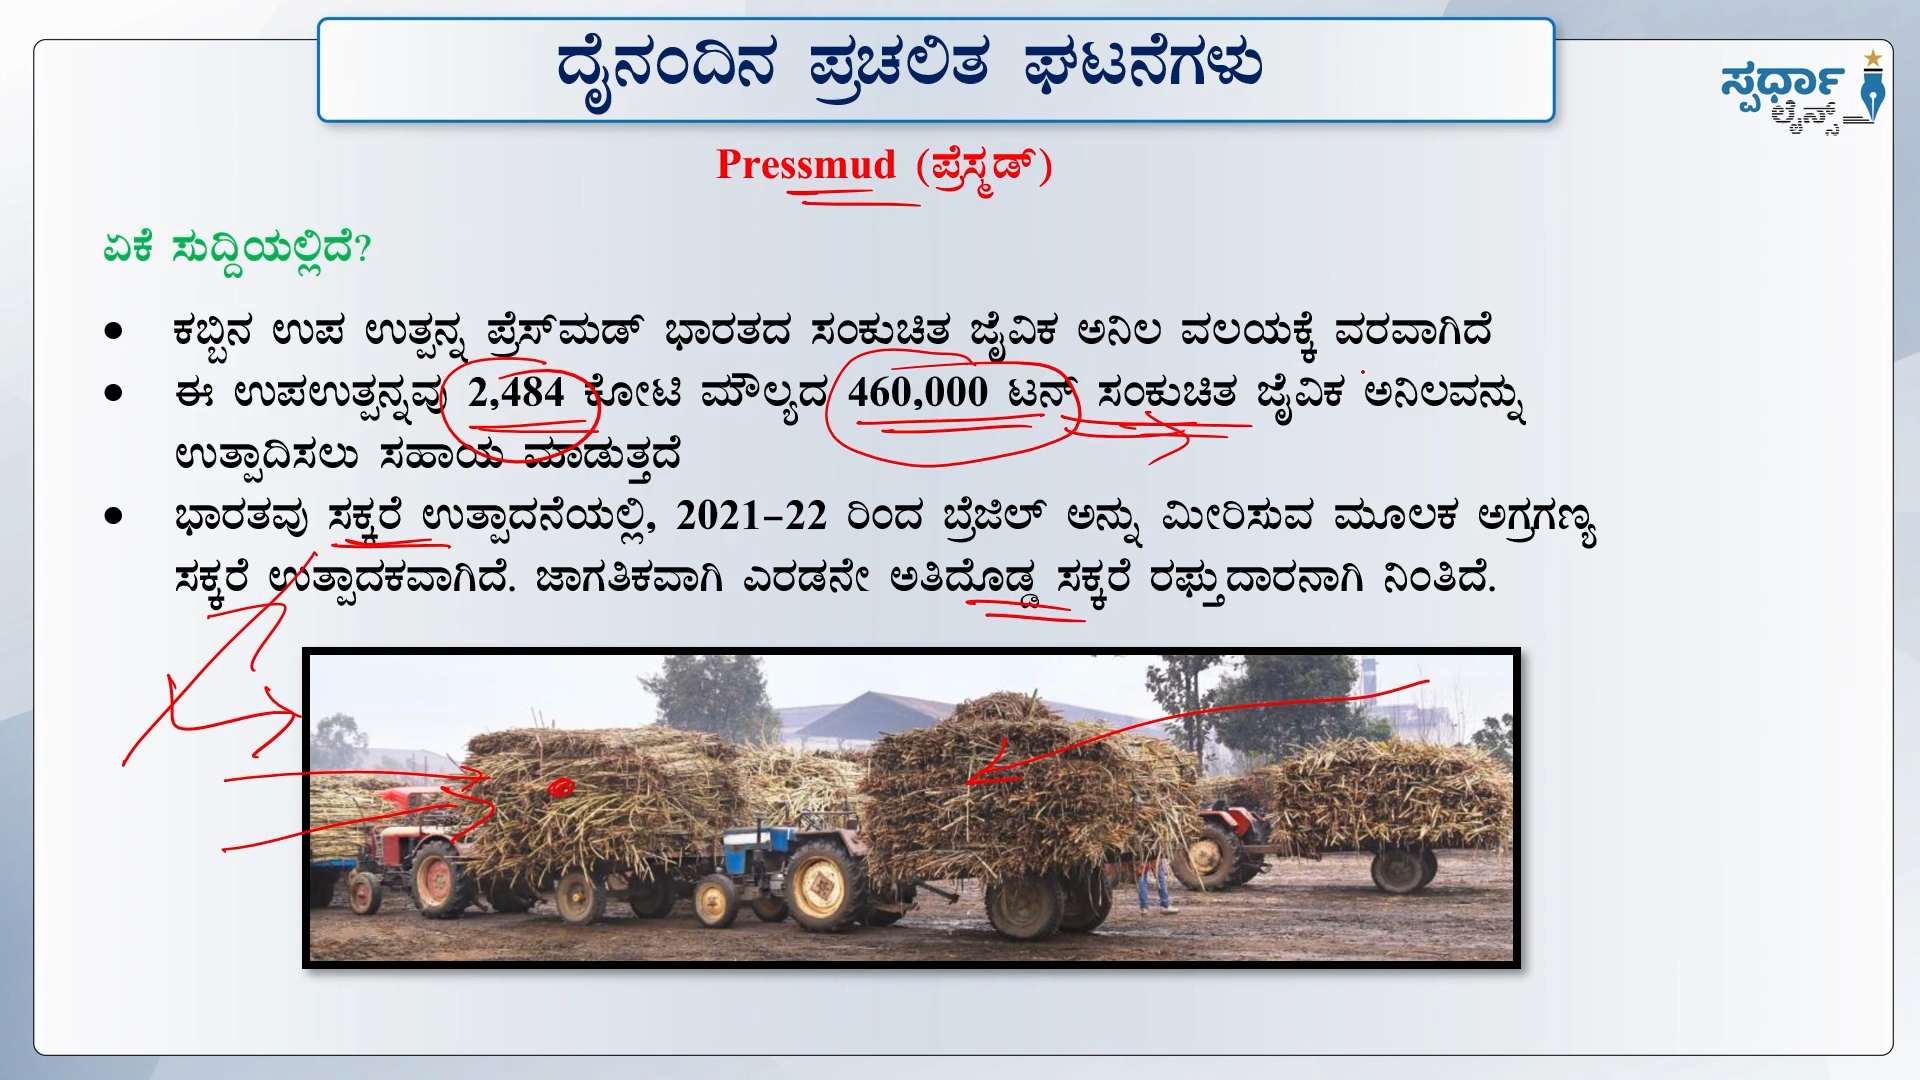 ದೈನಂದಿನ ಪ್ರಚಲಿತ ಘಟನೆಗಳು
ಸ್ಪರ್ಧಾ
ಲೈನ್ಸ್
Pressmud (ಪ್ರೆಸ್ಮಡ್)
ಏಕೆ ಸುದ್ದಿಯಲ್ಲಿದೆ?
● ಕಬ್ಬಿನ ಉಪ ಉತ್ಪನ್ನ ಪ್ರೆಸ್‌ಮಡ್ ಭಾರತದ ಸಂಕುಚಿತ ಜೈವಿಕ ಅನಿಲ ವಲಯಕ್ಕೆ ವರವಾಗಿದೆ
● ಈ ಉಪಉತ್ಪನ್ನವು 2,484 ಕೋಟಿ ಮೌಲ್ಯದ 460,000 ಟನ್ ಸಂಕುಚಿತ ಜೈವಿಕ ಅನಿಲವನ್ನು
ಉತ್ಪಾದಿಸಲು ಸಹಾಯ ಮಾಡುತ್ತದೆ
● ಭಾರತವು ಸಕ್ಕರೆ ಉತ್ಪಾದನೆಯಲ್ಲಿ, 2021–22 ರಿಂದ ಬ್ರೆಜಿಲ್ ಅನ್ನು ಮೀರಿಸುವ ಮೂಲಕ ಅಗ್ರಗಣ್ಯ
ಸಕ್ಕರೆ ಉತ್ಪಾದಕವಾಗಿದೆ. ಜಾಗತಿಕವಾಗಿ ಎರಡನೇ ಅತಿದೊಡ್ಡ ಸಕ್ಕರೆ ರಫ್ತುದಾರನಾಗಿ ನಿಂತಿದೆ.